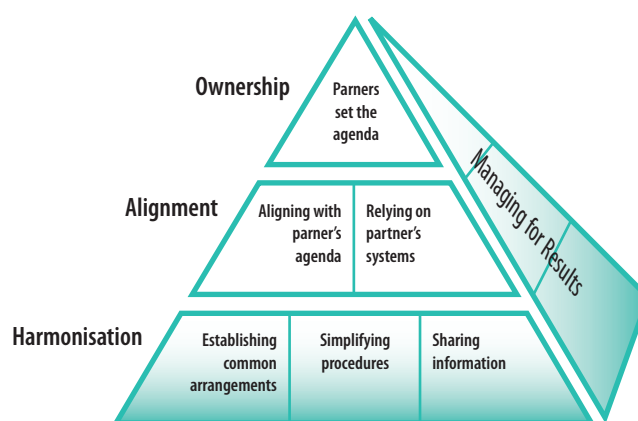 Ownership
Parners
set the
agenda
Managing for Results
Alignment
Aligning with
parner's
agenda
Relying on
partner's
systems
Harmonisation
Establishing
common
arrangements
Simplifying
procedures
Sharing
information